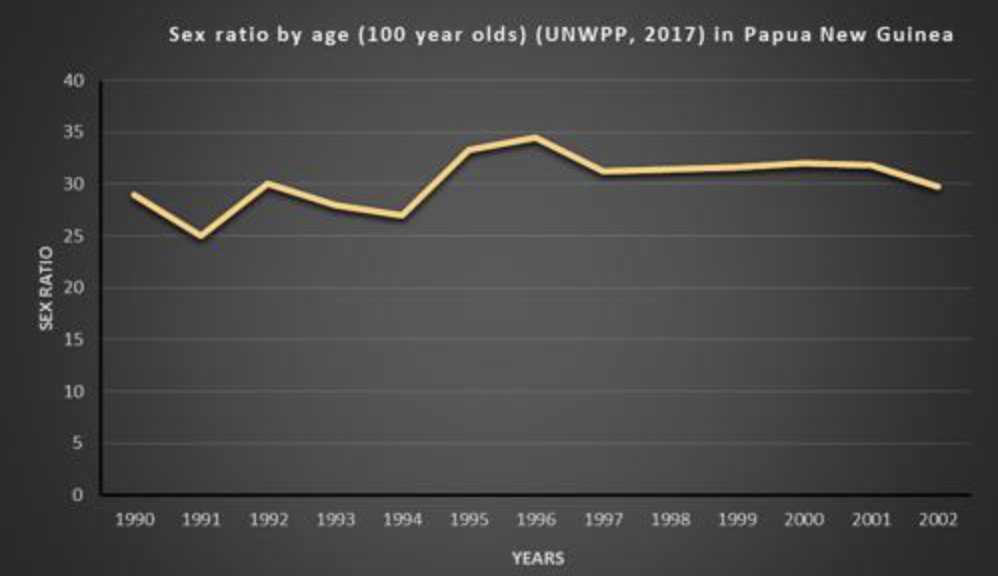 Sex ratio by age (100 year olds) (UNWPP, 2017) in Papua New Guinea
40
35
30
25
20
15
10
5
0
SEX RATIO
1990 1991 1992 1993 1994 1995 1996 1997 1998 1999 2000 2001 2002
YEARS